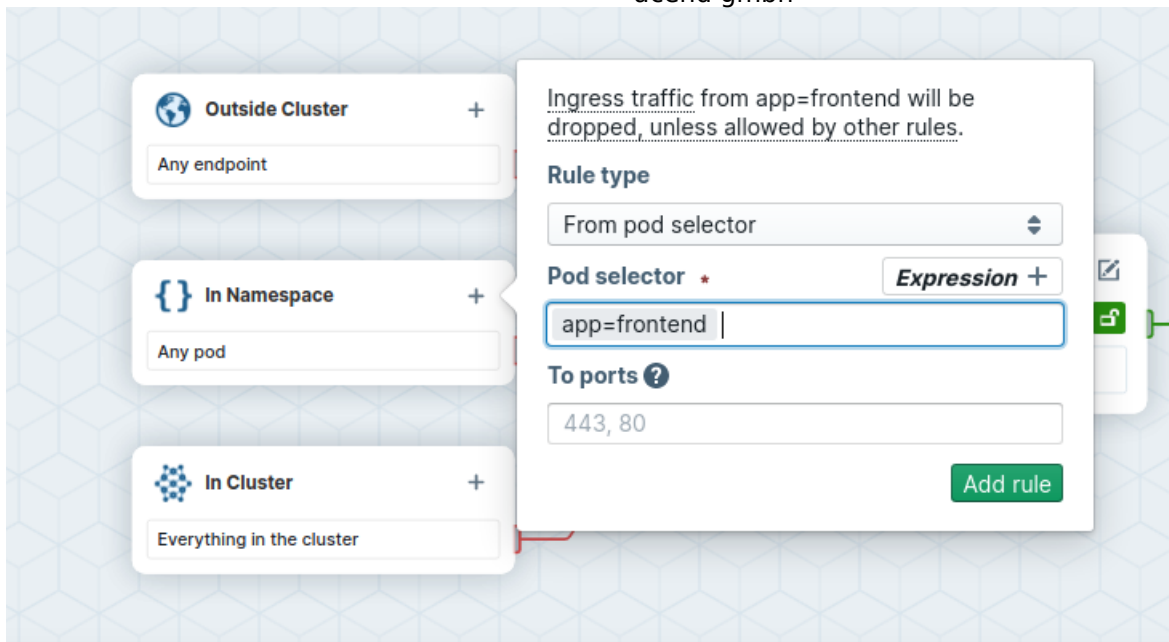 Outside Cluster
Any endpoint
In Namespace
Any pod
In Cluster
Everything in the cluster
Ingress traffic from app=frontend will be
dropped, unless allowed by other rules.
Rule type
From pod selector
Pod selector *
Expression +
app=frontend
To ports ?
443, 80
Add rule